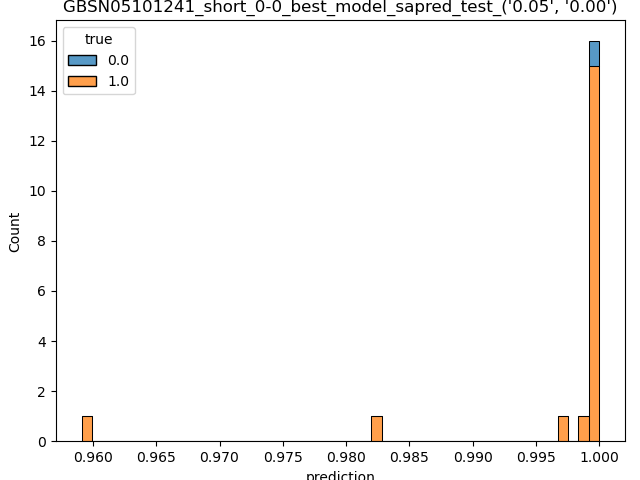 GBSN05101241_short_0-0_best_model_sapred_test_('0.05', '0.00')
true
0.0
1.0
16
14
12
10
8
6
4
2
0
Count
0.960 0.965 0.970 0.975 0.980 0.985 0.990 0.995 1.000
prediction